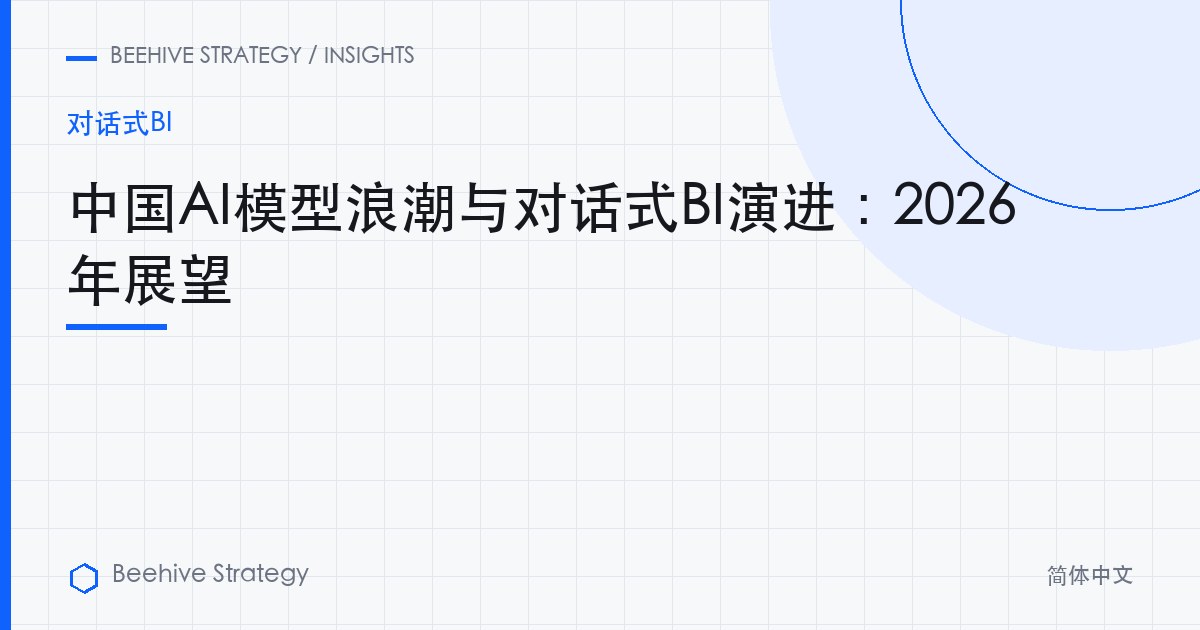 BEEHIVE STRATEGY / INSIGHTS
对话式BI
中国AI模型浪潮与对话式BI演进：2026
年展望
Beehive Strategy
简体中文